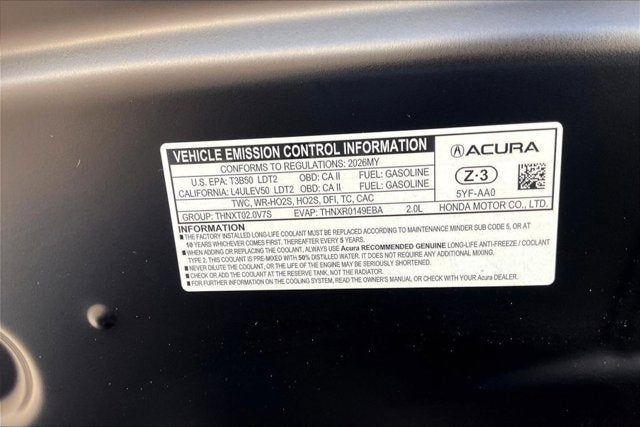 VEHICLE EMISSION CONTROL INFORMATION
CONFORMS TO REGULATIONS: 2026MY
U.S. EPA: T3B50 LDT2 OBD: CA II FUEL: GASOLINE
CALIFORNIA: L4ULEV50 LDT2 OBD: CA II FUEL: GASOLINE
TWC, WR-HO2S, HO2S, DFI, TC, CAC
GROUP: THNXT02.0V7S EVAP: THNXR0149EBA 2.0L
ACURA
Z-3
5YF-AA0
HONDA MOTOR CO., LTD.
INFORMATION
■ THE FACTORY INSTALLED LONG-LIFE COOLANT MUST BE REPLACED ACCORDING TO MAINTENANCE MINDER SUB CODE 5, OR AT
10 YEARS WHICHEVER COMES FIRST. THEREAFTER EVERY 5 YEARS.
■ WHEN ADDING OR REPLACING THE COOLANT, ALWAYS USE Acura RECOMMENDED GENUINE LONG-LIFE ANTI-FREEZE / COOLANT
TYPE 2, THIS COOLANT IS PRE-MIXED WITH 50% DISTILLED WATER. IT DOES NOT REQUIRE ANY ADDITIONAL MIXING.
■ NEVER DILUTE THE COOLANT, OR THE LIFE OF THE ENGINE MAY BE SERIOUSLY AFFECTED.
■ CHECK OR ADD THE COOLANT AT THE RESERVE TANK, NOT THE RADIATOR.
■ FOR FURTHER INFORMATION ON THE COOLING SYSTEM, READ THE OWNER'S MANUAL OR CHECK WITH YOUR Acura DEALER.